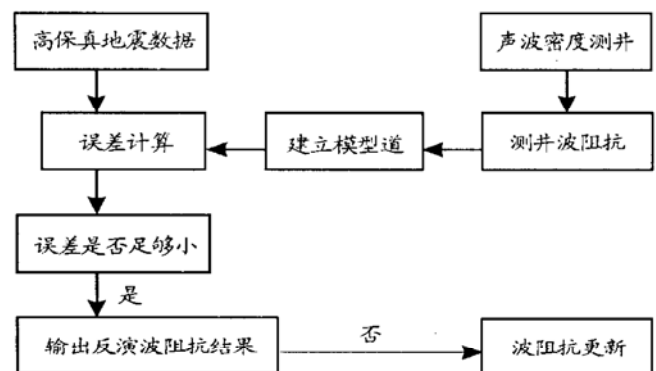 高保真地震数据
声波密度测井
误差计算
建立模型道
测井波阻抗
误差是否足够小
是
输出反演波阻抗结果
否
波阻抗更新